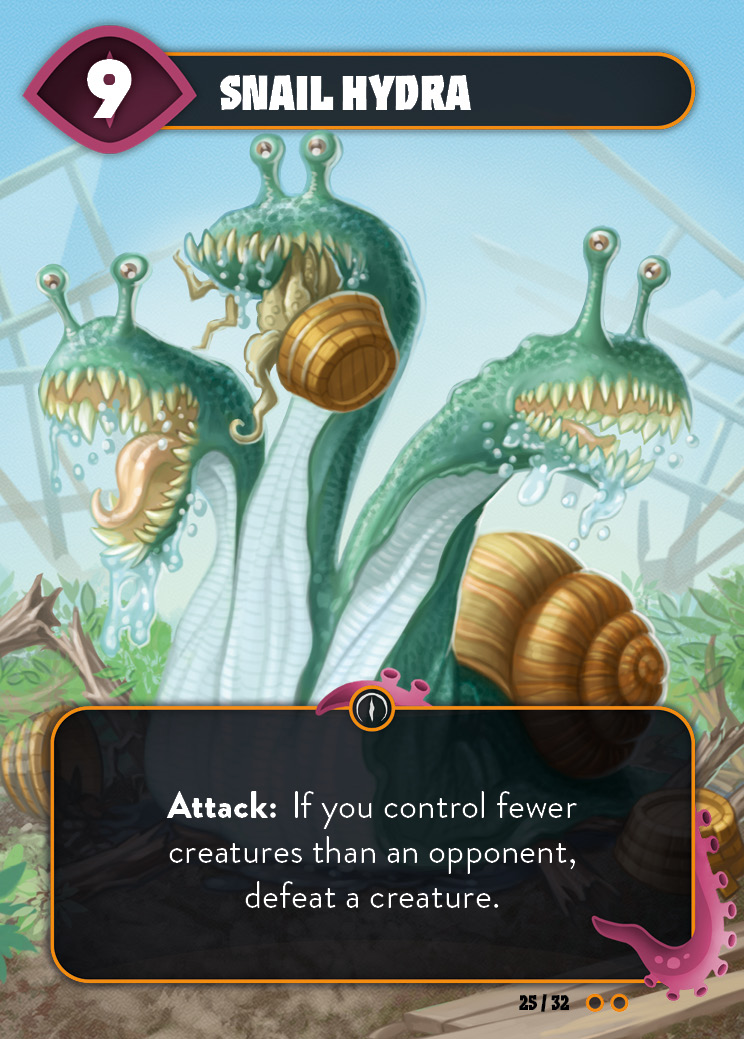 9
SNAIL HYDRA
Attack: If you control fewer
creatures than an opponent,
defeat a creature.
25 / 32